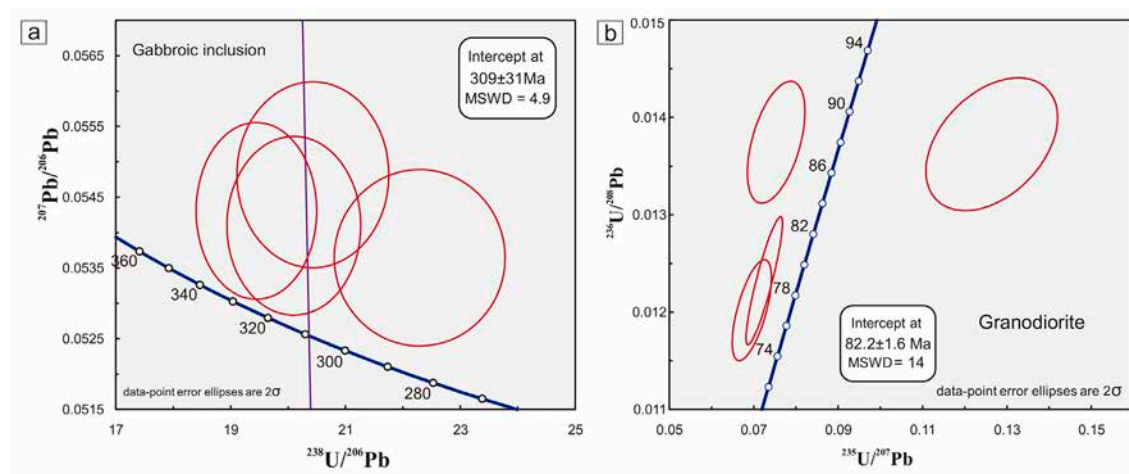 a
Gabbroic inclusion
Intercept at
309±31Ma
MSWD = 4.9
0.0565
0.0555
0.0545
0.0535
0.0525
0.0515
²⁰⁷Pb/²⁰⁶Pb
360
340
320
300
280
data-point error ellipses are 2σ
17
19
21
23
25
²³⁸U/²⁰⁶Pb
b
0.015
0.014
0.013
0.012
0.011
²³⁶U/²⁰⁸Pb
94
90
86
82
78
74
Intercept at
82.2±1.6 Ma
MSWD = 14
Granodiorite
data-point error ellipses are 2σ
0.05
0.07
0.09
0.11
0.13
0.15
²³⁵U/²⁰⁷Pb